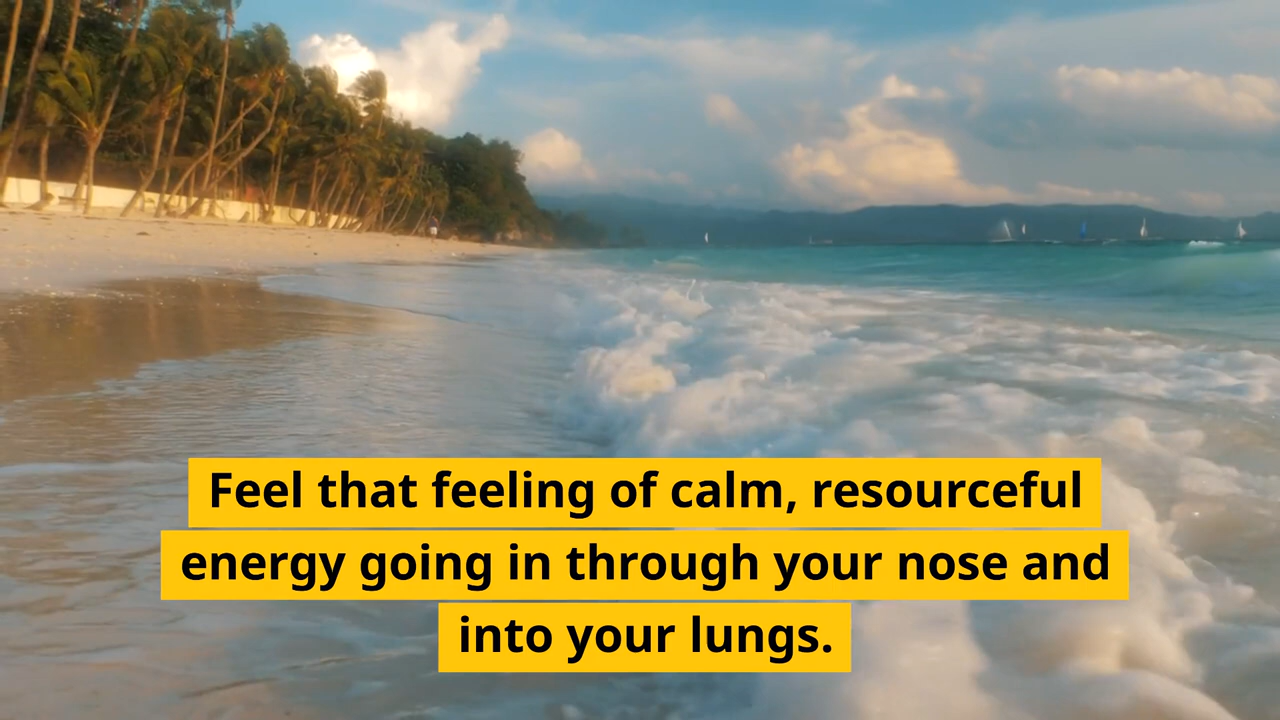 Feel that feeling of calm, resourceful
energy going in through your nose and
into your lungs.